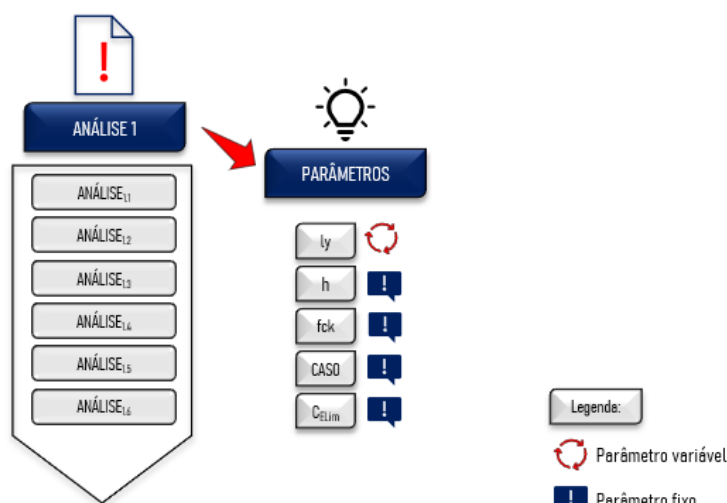 ANÁLISE 1
ANÁLISE1.1
ANÁLISE1.2
ANÁLISE1.3
ANÁLISE1.4
ANÁLISE1.5
ANÁLISE1.6
PARÂMETROS
ly
h
fck
CASO
CELim
Legenda:
Parâmetro variável
Parâmetro fixo